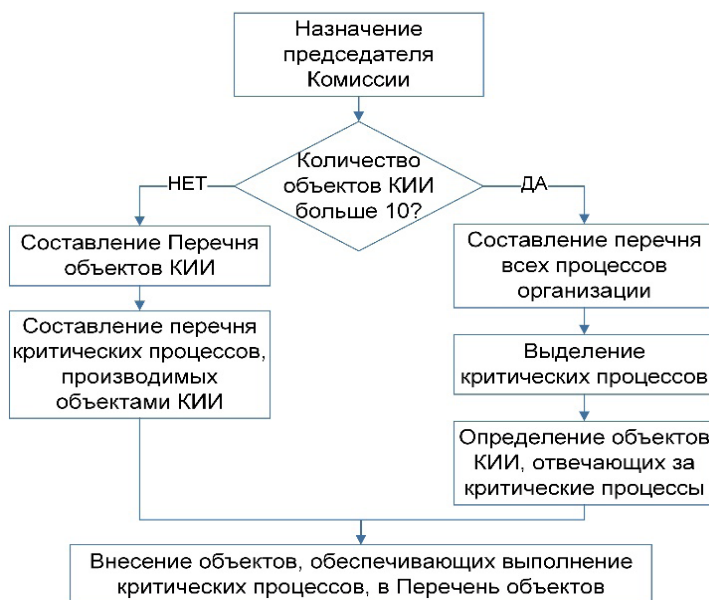 Назначение
председателя
Комиссии
Количество
объектов КИИ
больше 10?
НЕТ
ДА
Составление Перечня
объектов КИИ
Составление перечня
критических процессов,
производимых
объектами КИИ
Составление перечня
всех процессов
организации
Выделение
критических процессов
Определение объектов
КИИ, отвечающих за
критические процессы
Внесение объектов, обеспечивающих выполнение
критических процессов, в Перечень объектов